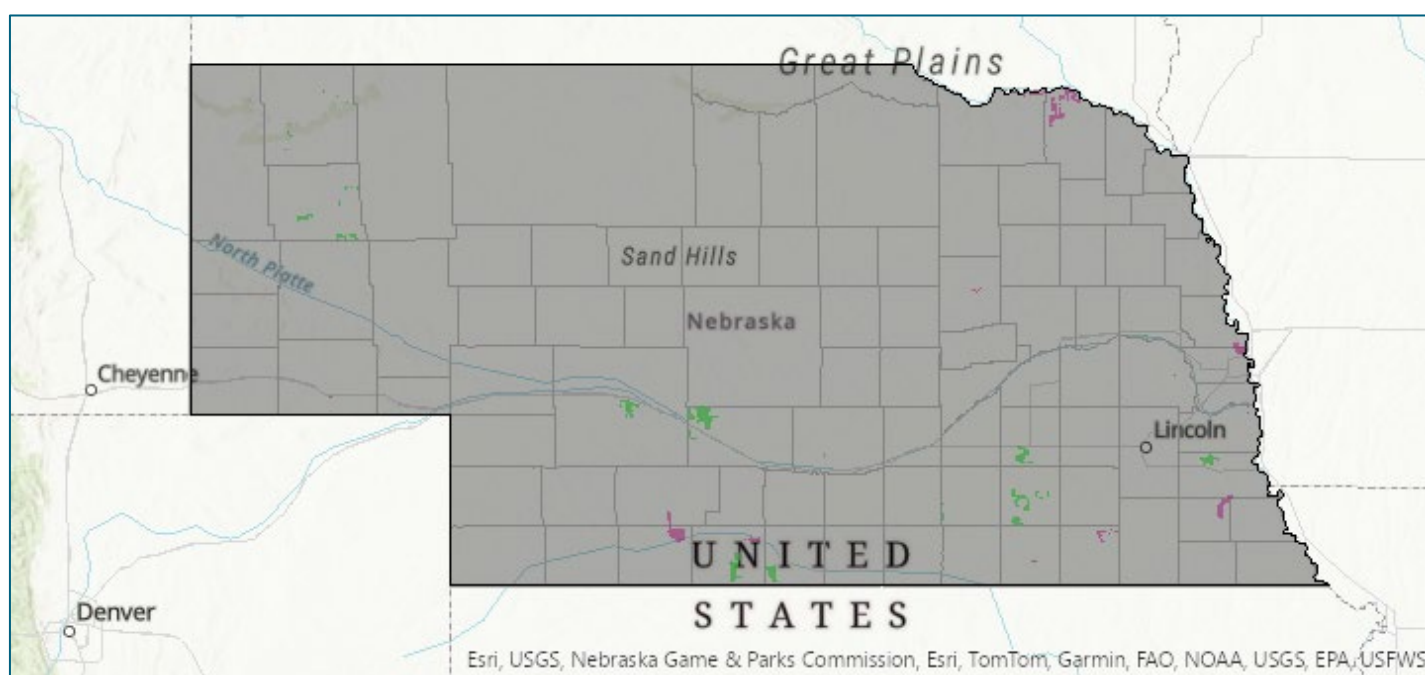 Great Plains
North Platte
Sand Hills
Nebraska
Cheyenne
Lincoln
UNITED
STATES
Denver
Esri, USGS, Nebraska Game & Parks Commission, Esri, TomTom, Garmin, FAO, NOAA, USGS, EPA, USFWS